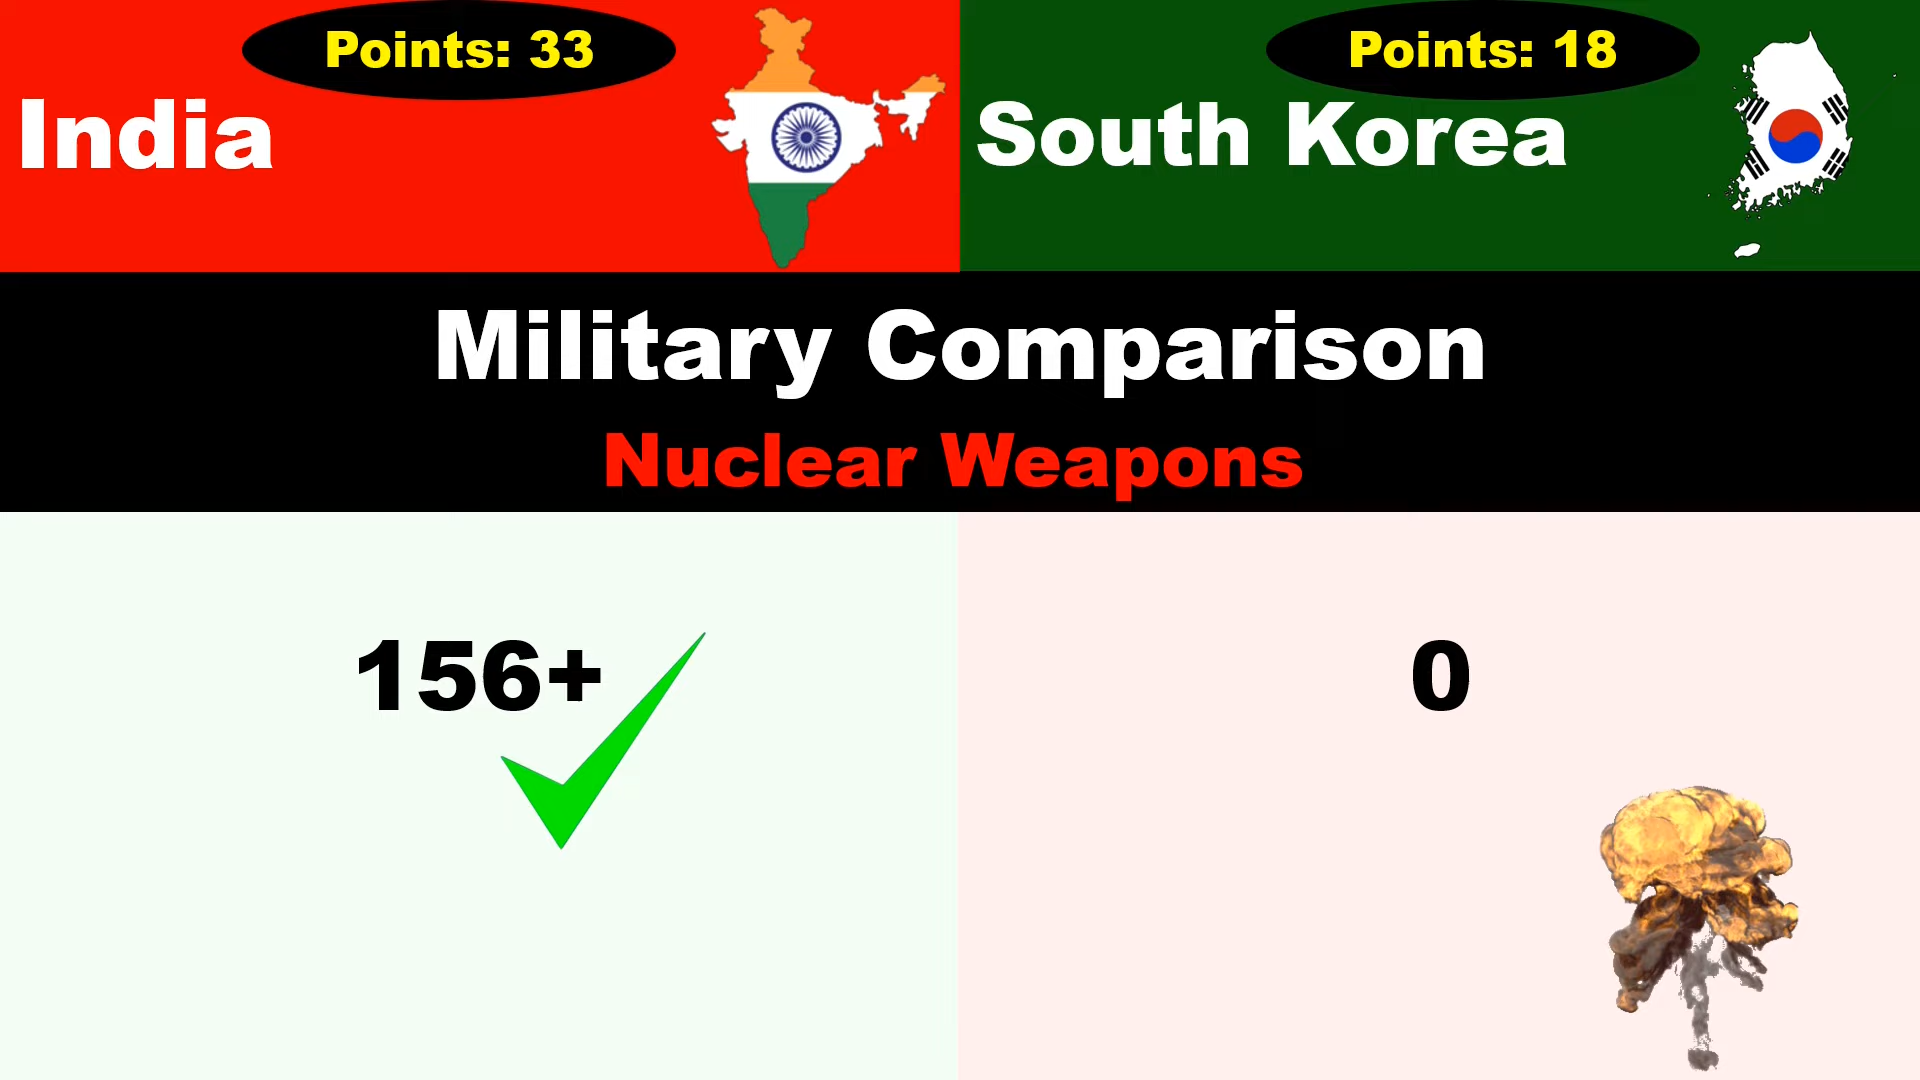 Points: 33
Points: 18
India
South Korea
Military Comparison
Nuclear Weapons
156+
0